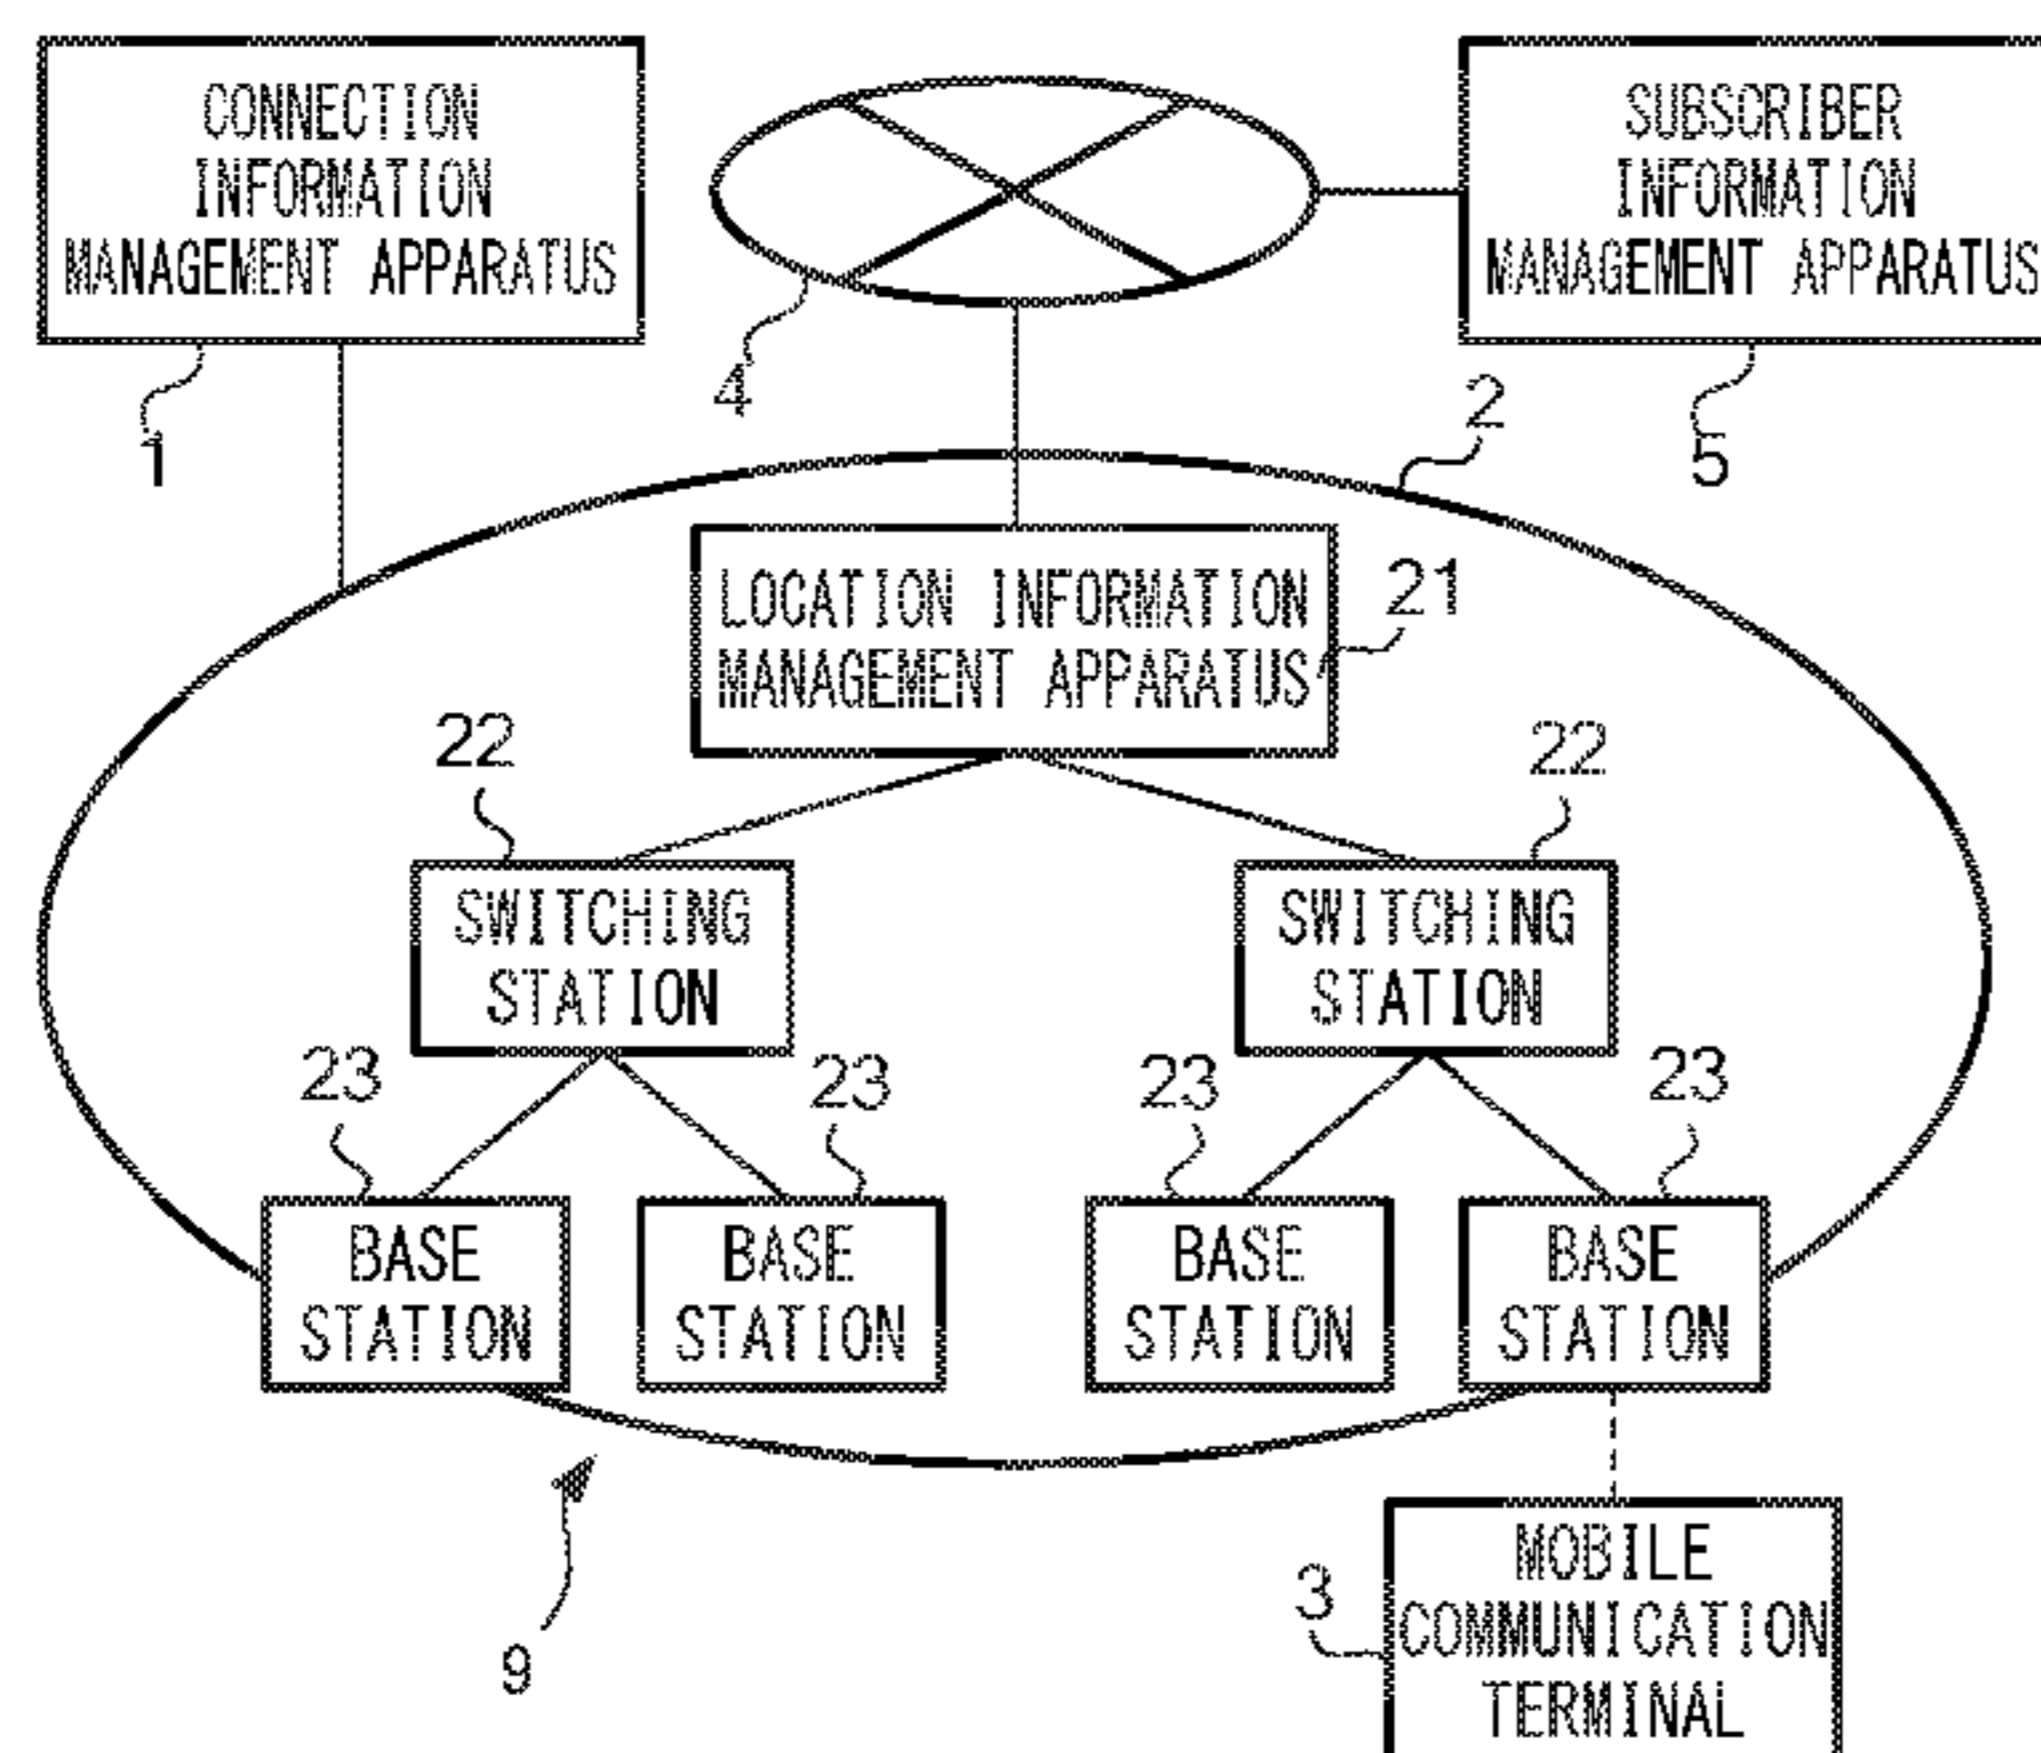 CONNECTION
INFORMATION
MANAGEMENT APPARATUS
SUBSCRIBER
INFORMATION
MANAGEMENT APPARATUS
1
4
2
5
LOCATION INFORMATION
MANAGEMENT APPARATUS
21
22
22
SWITCHING
STATION
SWITCHING
STATION
23
23
23
23
BASE
STATION
BASE
STATION
BASE
STATION
BASE
STATION
9
3
MOBILE
COMMUNICATION
TERMINAL